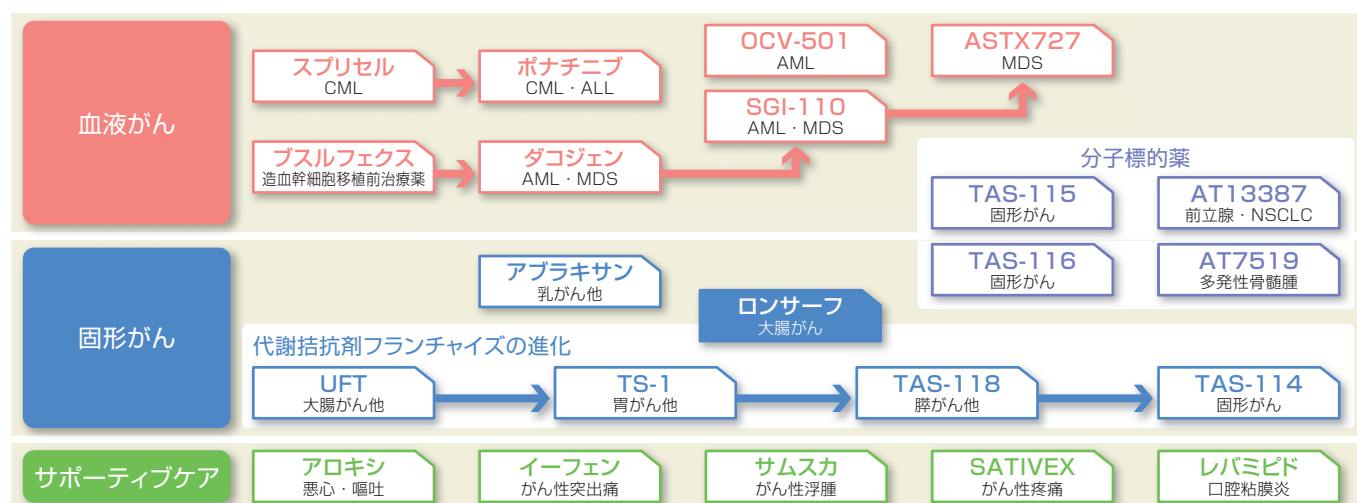 血液がん
スプリセル
CML
ポナチニブ
CML・ALL
OCV-501
AML
ASTX727
MDS
SGI-110
AML・MDS
ブスルフェクス
造血幹細胞移植前治療薬
ダコジェン
AML・MDS
分子標的薬
TAS-115
固形がん
AT13387
前立腺・NSCLC
TAS-116
固形がん
AT7519
多発性骨髄腫
固形がん
アブラキサン
乳がん他
ロンサーフ
大腸がん
代謝拮抗剤フランチャイズの進化
UFT
大腸がん他
TS-1
胃がん他
TAS-118
膵がん他
TAS-114
固形がん
サポーティブケア
アロキシ
悪心・嘔吐
イーフェン
がん性突出痛
サムスカ
がん性浮腫
SATIVEX
がん性疼痛
レバミピド
口腔粘膜炎